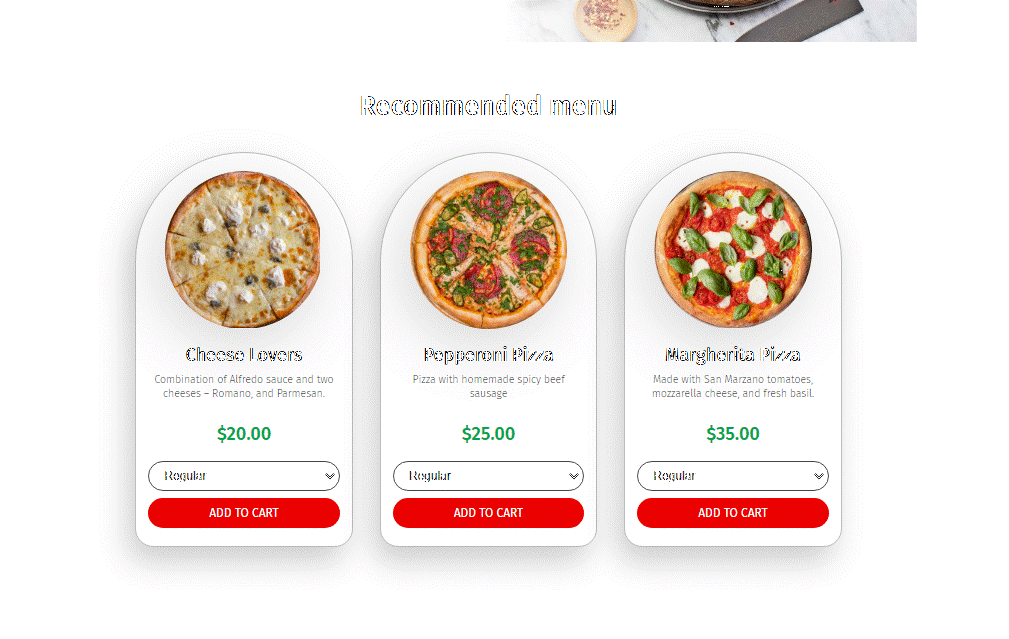 Recommended menu
Cheese Lovers
Combination of Alfredo sauce and two
cheeses – Romano, and Parmesan.
$20.00
Regular
ADD TO CART
Pepperoni Pizza
Pizza with homemade spicy beef
sausage
$25.00
Regular
ADD TO CART
Margherita Pizza
Made with San Marzano tomatoes,
mozzarella cheese, and fresh basil.
$35.00
Regular
ADD TO CART